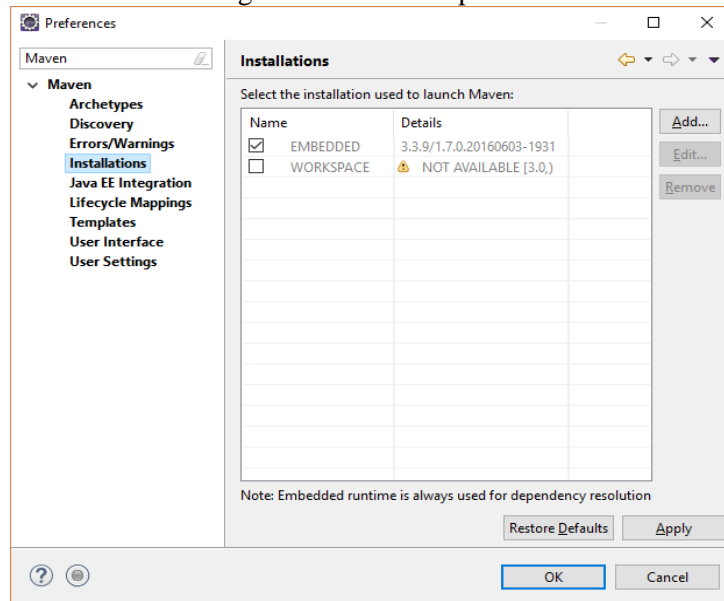 Preferences
Maven
Maven
Archetypes
Discovery
Errors/Warnings
Installations
Java EE Integration
Lifecycle Mappings
Templates
User Interface
User Settings
Installations
Select the installation used to launch Maven:
Name Details
EMBEDDED 3.3.9/1.7.0.20160603-1931
WORKSPACE NOT AVAILABLE [3.0,)
Add...
Edit...
Remove
Note: Embedded runtime is always used for dependency resolution
Restore Defaults Apply
? OK Cancel